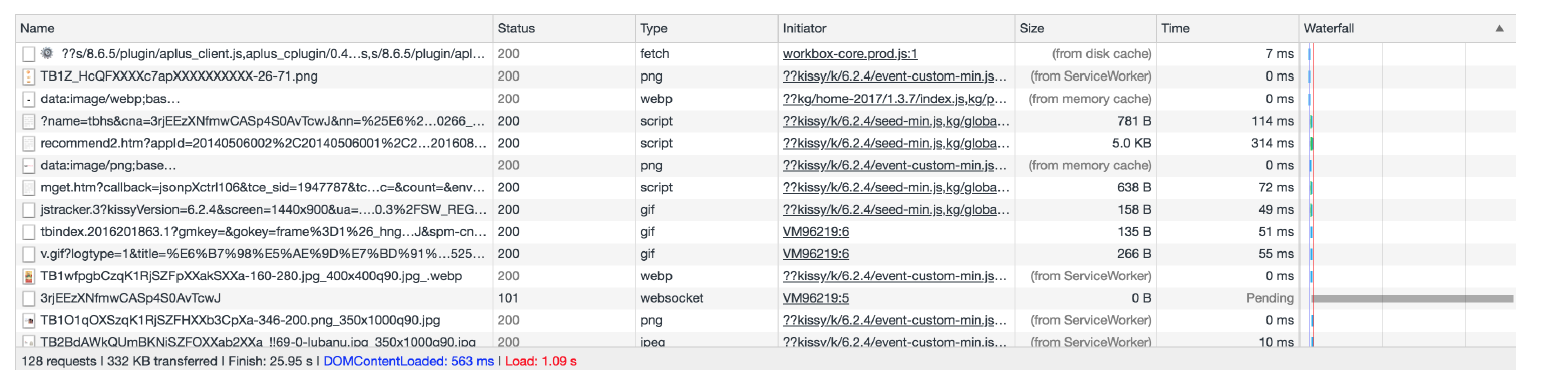 Name Status Type Initiator Size Time Waterfall
??s/8.6.5/plugin/aplus_client.js,aplus_cplugin/0.4…s,s/8.6.5/plugin/apl… 200 fetch workbox-core.prod.js:1 (from disk cache) 7 ms
TB1Z_HcQFXXXXc7apXXXXXXXXXX-26-71.png 200 png ??kissy/k/6.2.4/event-custom-min.js… (from ServiceWorker) 0 ms
data:image/webp;bas… 200 webp ??kg/home-2017/1.3.7/index.js,kg/p… (from memory cache) 0 ms
?name=tbhs&cna=3rjEEzXNfmwCASp4S0AvTcwJ&nn=%25E6%2…0266_… 200 script ??kissy/k/6.2.4/seed-min.js,kg/globa… 781 B 114 ms
recommend2.htm?appId=20140506002%2C20140506001%2C2…201608… 200 script ??kissy/k/6.2.4/seed-min.js,kg/globa… 5.0 KB 314 ms
data:image/png;base… 200 png ??kissy/k/6.2.4/event-custom-min.js… (from memory cache) 0 ms
mget.htm?callback=jsonpXctrl106&tce_sid=1947787&tc…c=&count=&env… 200 script ??kissy/k/6.2.4/seed-min.js,kg/globa… 638 B 72 ms
jstracker.3?kissyVersion=6.2.4&screen=1440x900&ua=….0.3%2FSW_REG… 200 gif ??kissy/k/6.2.4/seed-min.js,kg/globa… 158 B 49 ms
tbindex.2016201863.1?gmkey=&gokey=frame%3D1%26_hng…J&spm-cn… 200 gif VM96219:6 135 B 51 ms
v.gif?logtype=1&title=%E6%B7%98%E5%AE%9D%E7%BD%91%…525… 200 gif VM96219:6 266 B 55 ms
TB1wfpgbCzqK1RjSZFpXXakSXXa-160-280.jpg_400x400q90.jpg_.webp 200 webp ??kissy/k/6.2.4/event-custom-min.js… (from ServiceWorker) 0 ms
3rjEEzXNfmwCASp4S0AvTcwJ 101 websocket VM96219:5 0 B Pending
TB1O1qOXSzqK1RjSZFHXXb3CpXa-346-200.png_350x1000q90.jpg 200 png ??kissy/k/6.2.4/event-custom-min.js… (from ServiceWorker) 0 ms
TB2BdAWkQUmBKNjSZFOXXab2XXa_!!69-0-lubanu.jpg_350x1000q90.jpg 200 jpeg ??kissy/k/6.2.4/event-custom-min.js… (from ServiceWorker) 10 ms
128 requests | 332 KB transferred | Finish: 25.95 s | DOMContentLoaded: 563 ms | Load: 1.09 s